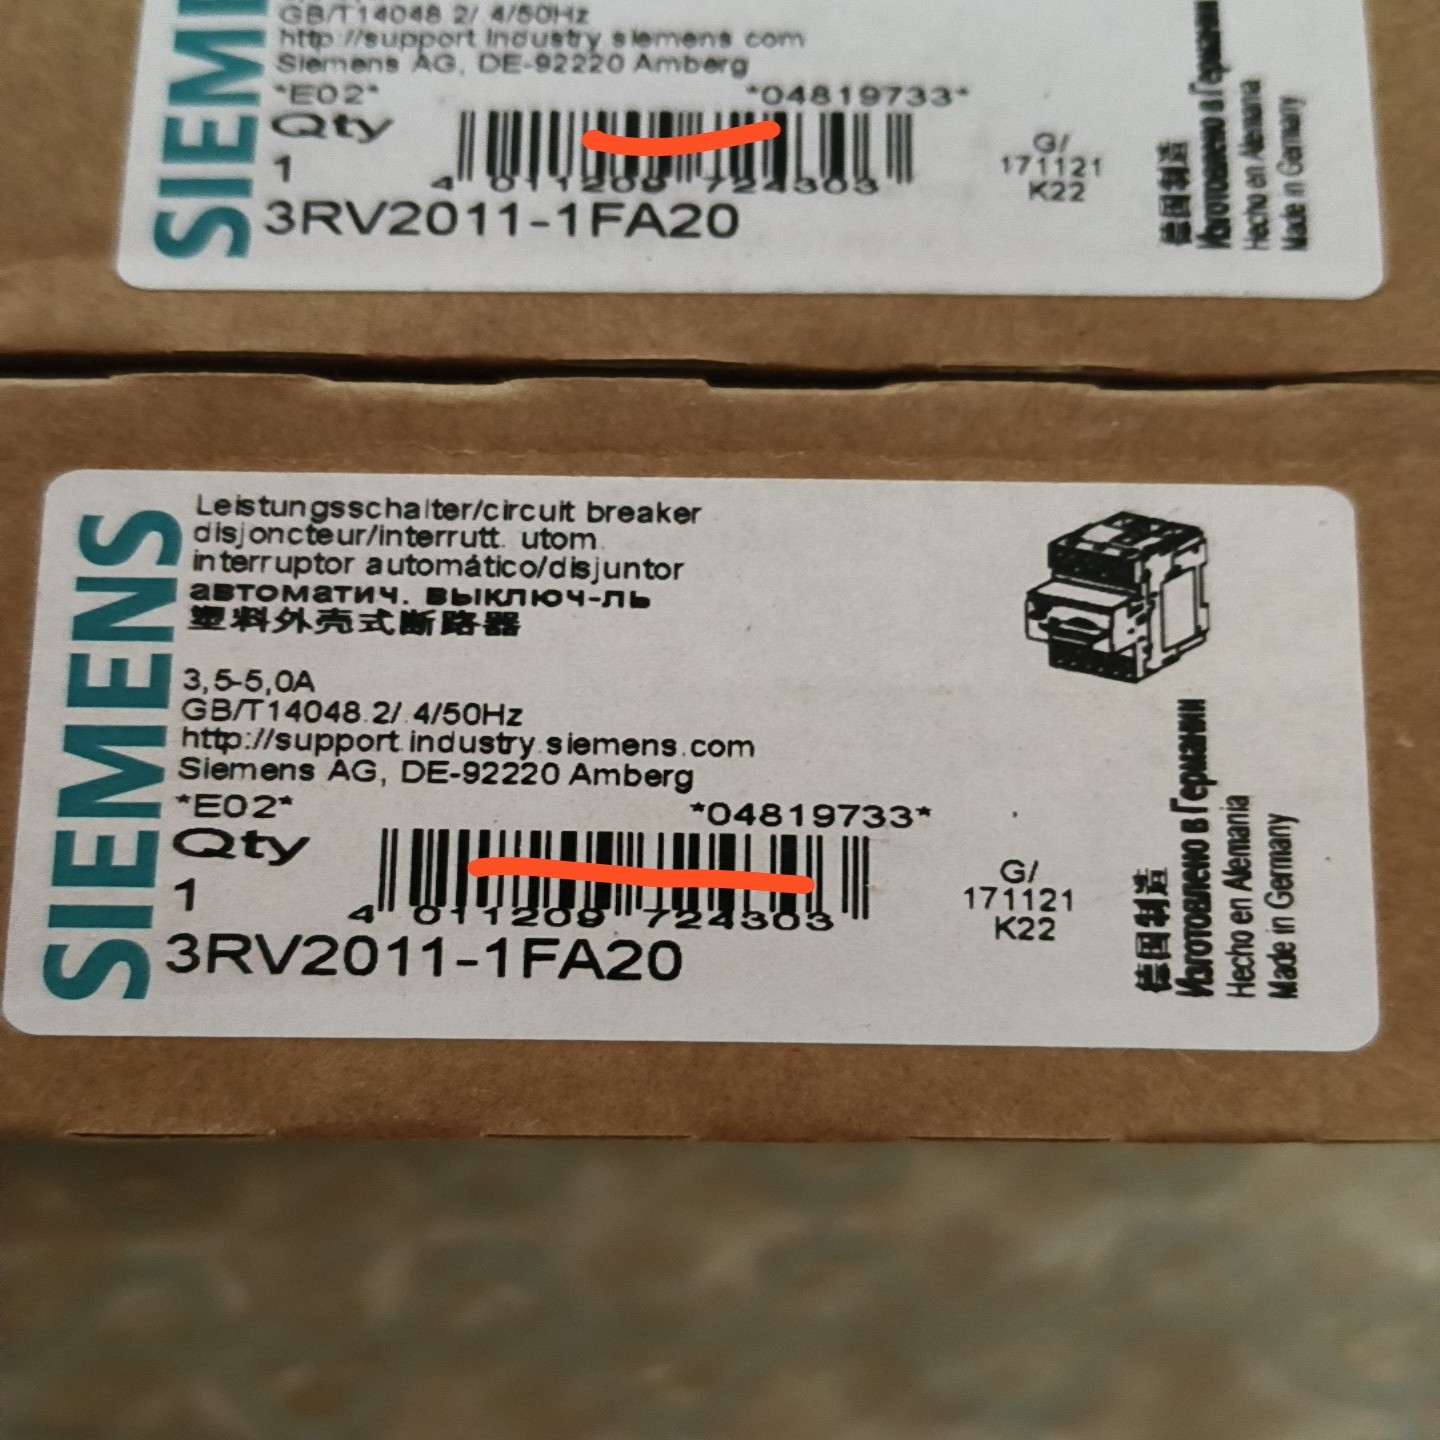 SIEMEN
GB/T14048.2/.4/50Hz
http://support.industry.siemens.com
Siemens AG, DE-92220 Amberg
*E02*
*04819733*
Qty
1
4 011209 724303
3RV2011-1FA20
G/
171121
K22
德国制造
Изготовлено в Германии
Hecho en Alemania
Made in Germany
SIEMENS
Leistungsschalter/circuit breaker
disjoncteur/interrutt. utom.
interruptor automático/disjuntor
автоматич. выключ-ль
塑料外壳式断路器
3,5-5,0A
GB/T14048.2/.4/50Hz
http://support.industry.siemens.com
Siemens AG, DE-92220 Amberg
*E02*
*04819733*
Qty
1
4 011209 724303
3RV2011-1FA20
G/
171121
K22
德国制造
Изготовлено в Германии
Hecho en Alemania
Made in Germany